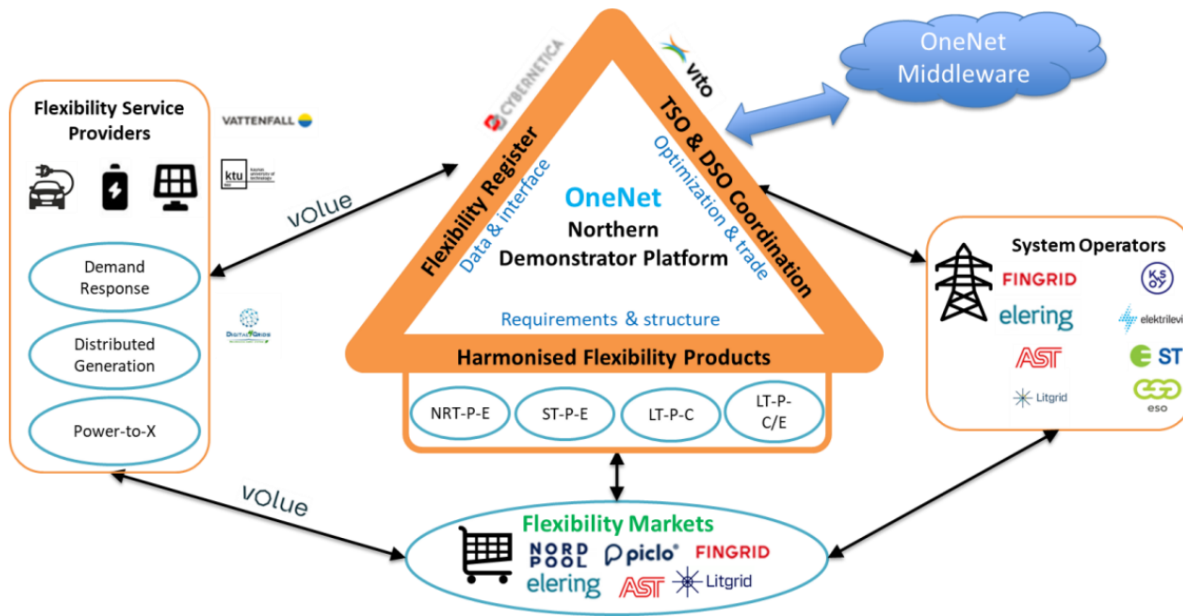 OneNet
Middleware
CYBERNETICA
vito
Flexibility Service
Providers
VATTENFALL
ktu
Demand
Response
Distributed
Generation
Power-to-X
DIGITAL4GRIDS
volue
volue
Flexibility Register
Data & interface
TSO & DSO Coordination
Optimization & trade
OneNet
Northern
Demonstrator Platform
Requirements & structure
Harmonised Flexibility Products
NRT-P-E
ST-P-E
LT-P-C
LT-P-
C/E
System Operators
FINGRID
KSOY
elering
elektrilevi
AST
ST
Litgrid
eso
Flexibility Markets
NORD
POOL
piclo®
FINGRID
elering
AST
Litgrid